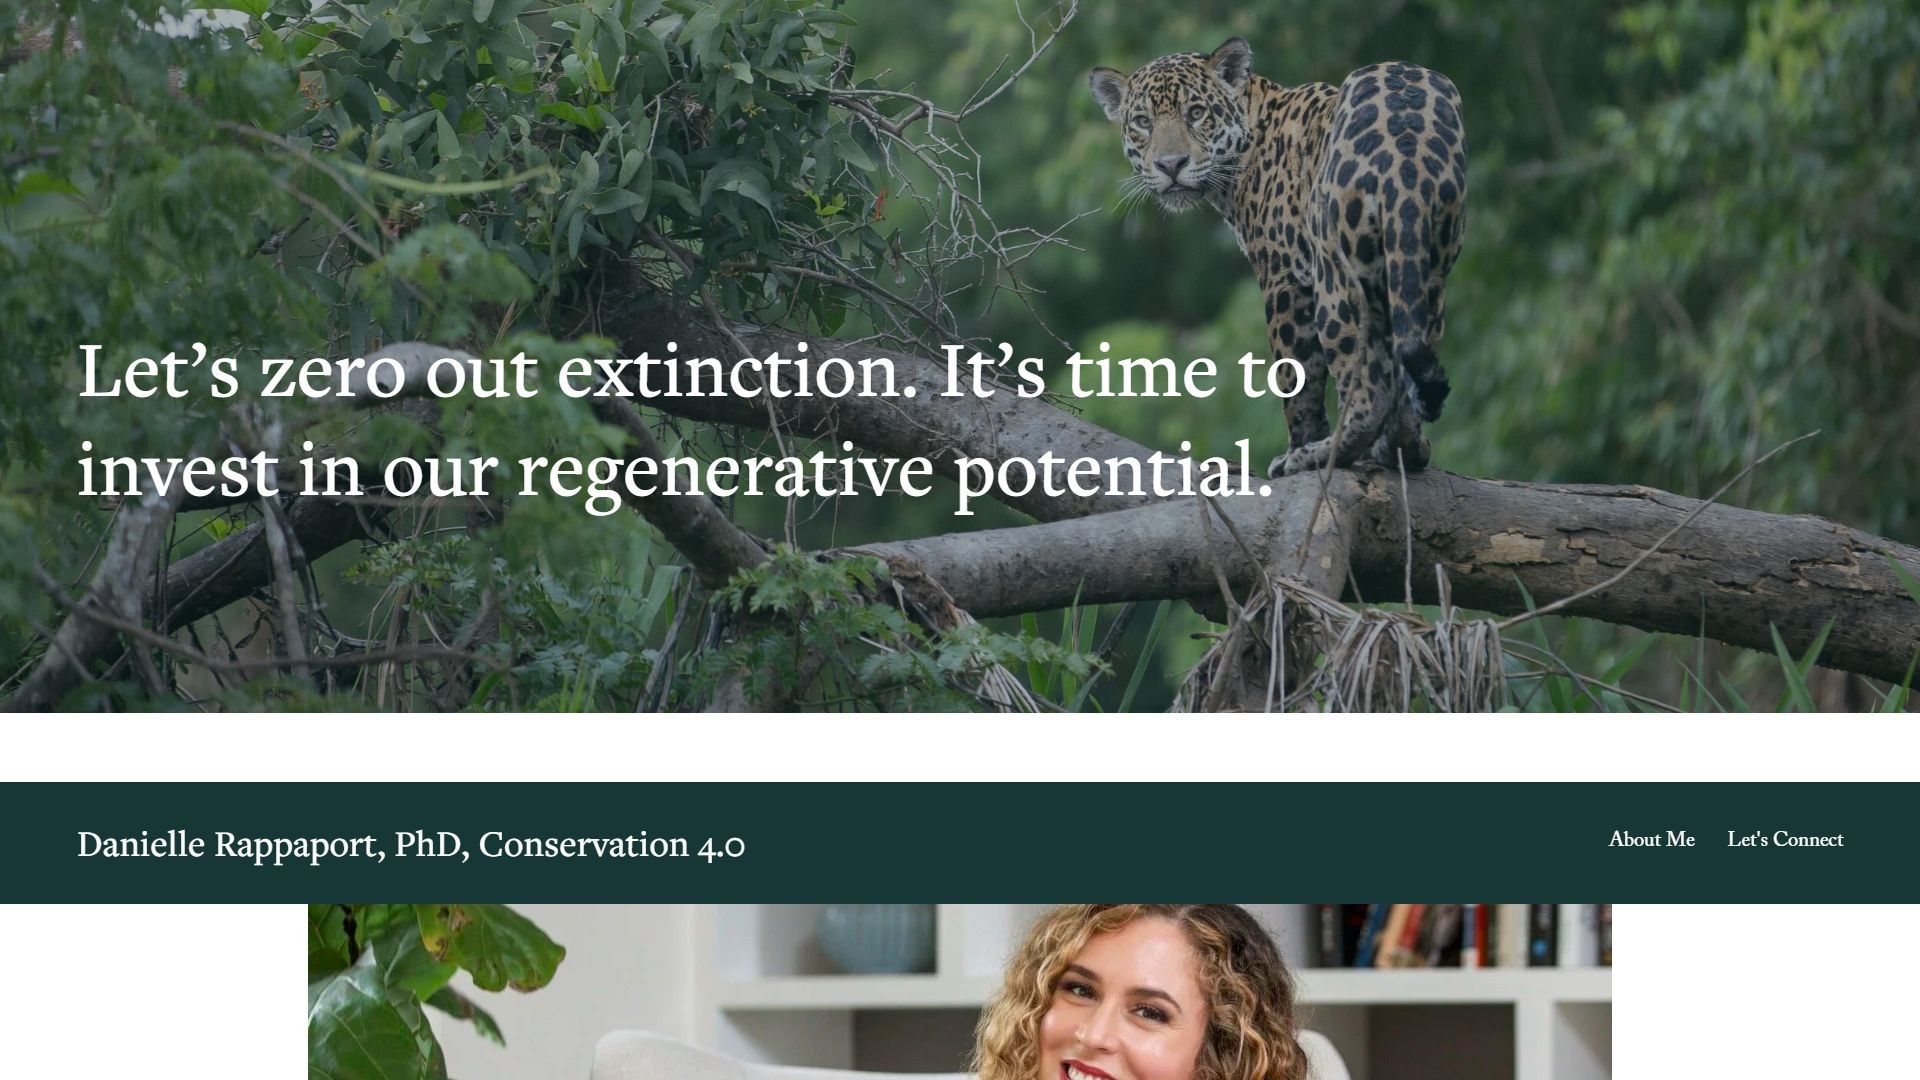 Let’s zero out extinction. It’s time to
invest in our regenerative potential.
Danielle Rappaport, PhD, Conservation 4.0
About Me
Let's Connect